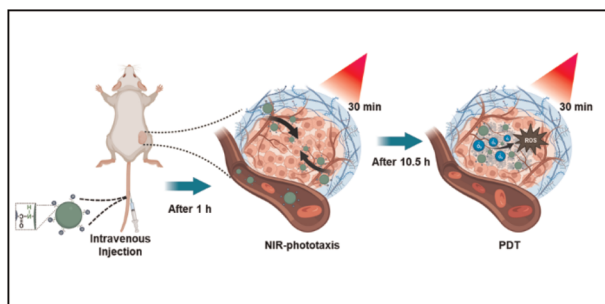 30 min
30 min
ROS
After 1 h
After 10.5 h
Intravenous
Injection
NIR-phototaxis
PDT